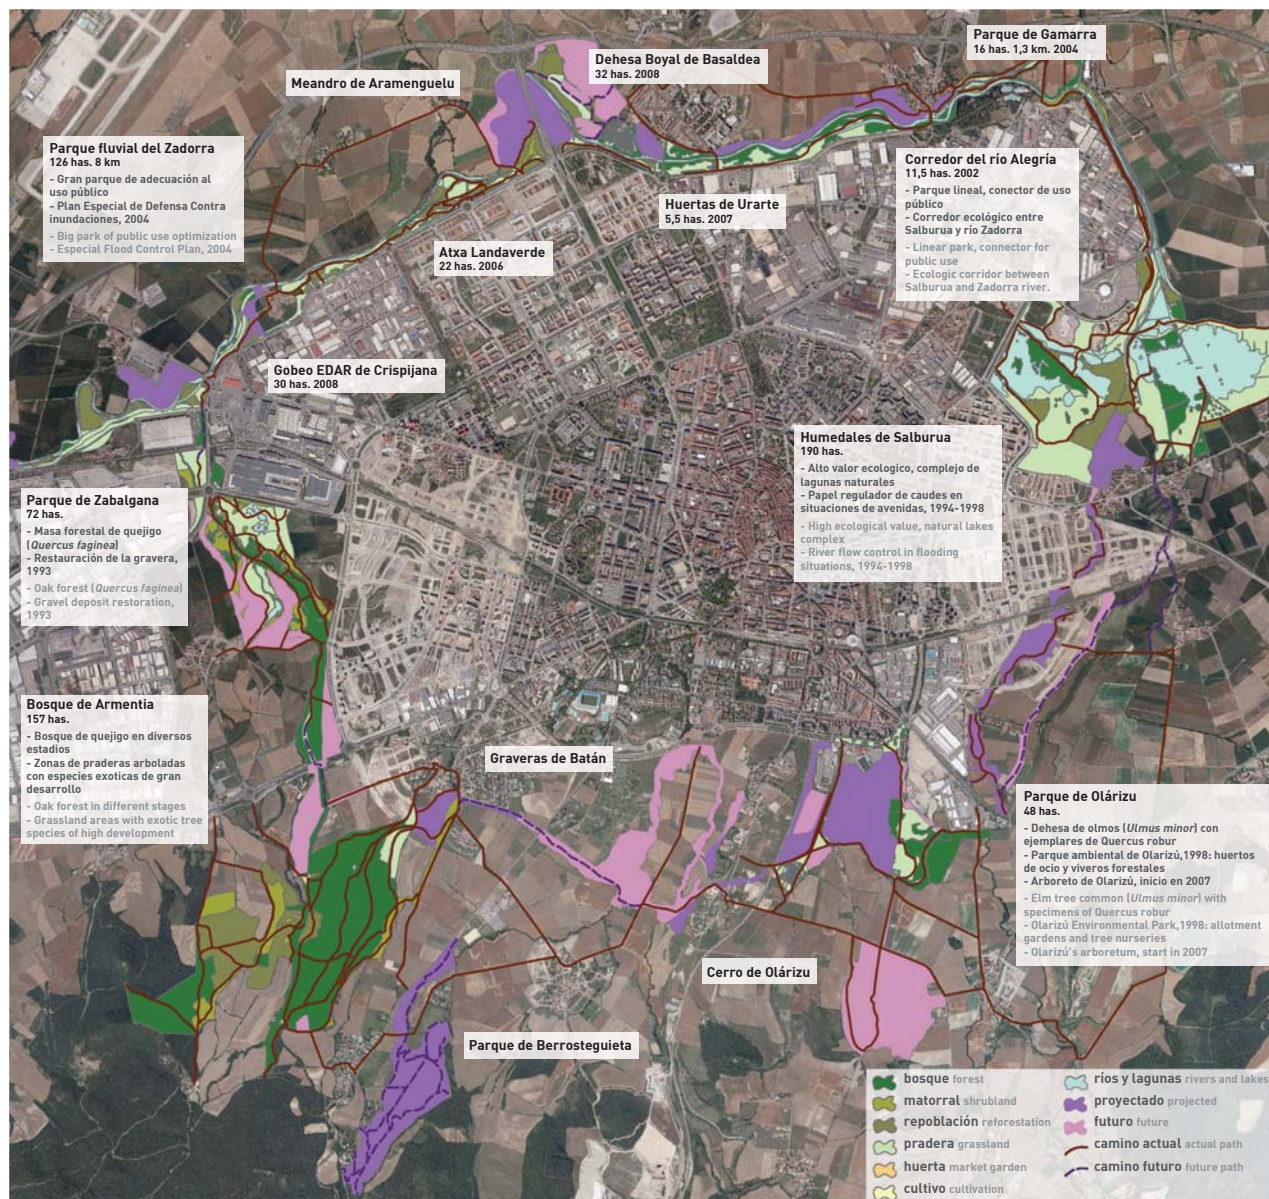 Parque de Gamarra
16 has. 1,3 km. 2004
Dehesa Boyal de Basaldea
32 has. 2008
Meandro de Aramenguelu
Parque fluvial del Zadorra
126 has. 8 km
- Gran parque de adecuación al
uso público
- Plan Especial de Defensa Contra
inundaciones, 2004
- Big park of public use optimization
- Especial Flood Control Plan, 2004
Corredor del río Alegría
11,5 has. 2002
- Parque lineal, conector de uso
público
- Corredor ecológico entre
Salburua y río Zadorra
- Linear park, connector for
public use
- Ecologic corridor between
Salburua and Zadorra river.
Huertas de Urarte
5,5 has. 2007
Atxa Landaverde
22 has. 2006
Gobeo EDAR de Crispijana
30 has. 2008
Humedales de Salburua
190 has.
- Alto valor ecologico, complejo de
lagunas naturales
- Papel regulador de caudes en
situaciones de avenidas, 1994-1998
- High ecological value, natural lakes
complex
- River flow control in flooding
situations, 1994-1998
Parque de Zabalgana
72 has.
- Masa forestal de quejigo
(Quercus faginea)
- Restauración de la gravera,
1993
- Oak forest (Quercus faginea)
- Gravel deposit restoration,
1993
Bosque de Armentia
157 has.
- Bosque de quejigo en diversos
estadios
- Zonas de praderas arboladas
con especies exoticas de gran
desarrollo
- Oak forest in different stages
- Grassland areas with exotic tree
species of high development
Graveras de Batán
Parque de Olárizu
48 has.
- Dehesa de olmos (Ulmus minor) con
ejemplares de Quercus robur
- Parque ambiental de Olarizú,1998: huertos
de ocio y viveros forestales
- Arboreto de Olarizú, inicio en 2007
- Elm tree common (Ulmus minor) with
specimens of Quercus robur
- Olarizú Environmental Park,1998: allotment
gardens and tree nurseries
- Olarizú's arboretum, start in 2007
Cerro de Olárizu
Parque de Berrosteguieta
bosque forest
matorral shrubland
repoblación reforestation
pradera grassland
huerta market garden
cultivo cultivation
ríos y lagunas rivers and lakes
proyectado projected
futuro future
camino actual actual path
camino futuro future path